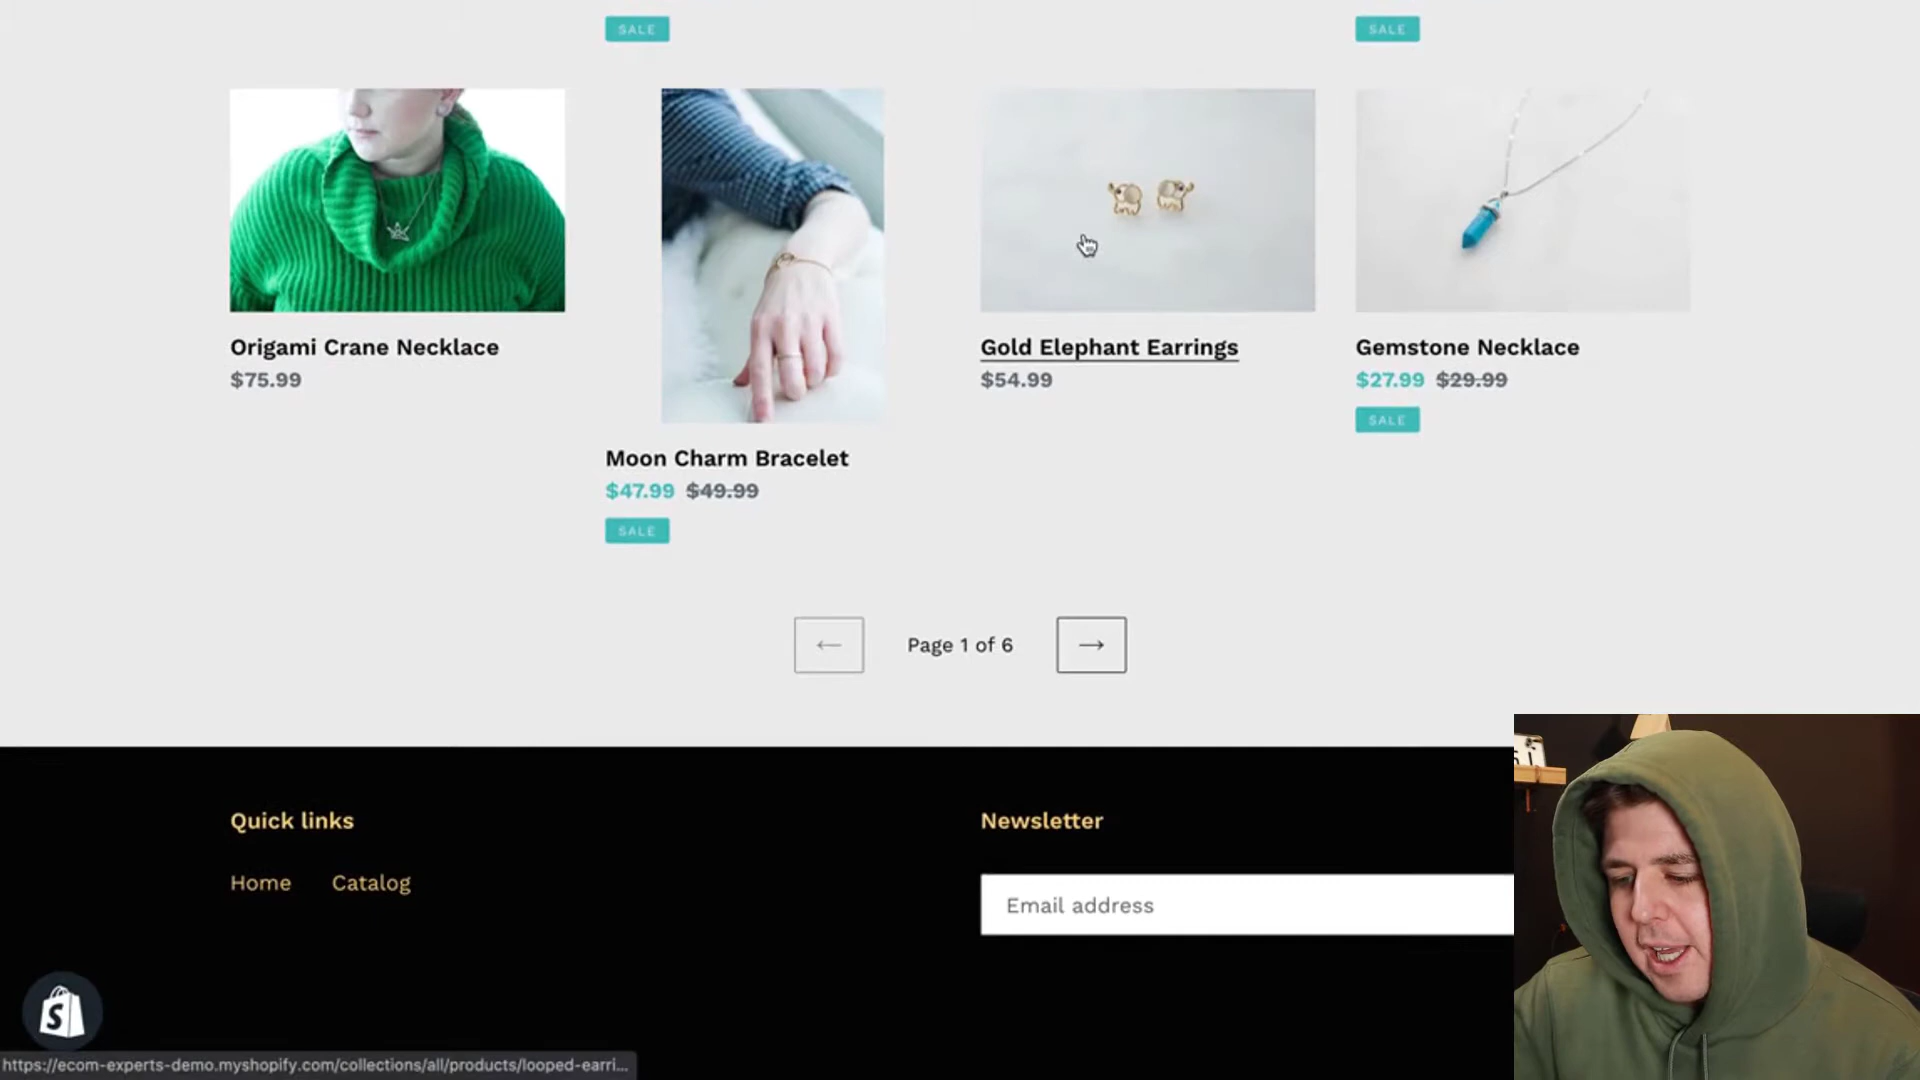 SALE
SALE
Origami Crane Necklace
$75.99
Gold Elephant Earrings
$54.99
Gemstone Necklace
$27.99 $29.99
SALE
Moon Charm Bracelet
$47.99 $49.99
SALE
← Page 1 of 6 →
Quick links
Newsletter
Home Catalog
Email address
S
https://ecom-experts-demo.myshopify.com/collections/all/products/looped-earri...